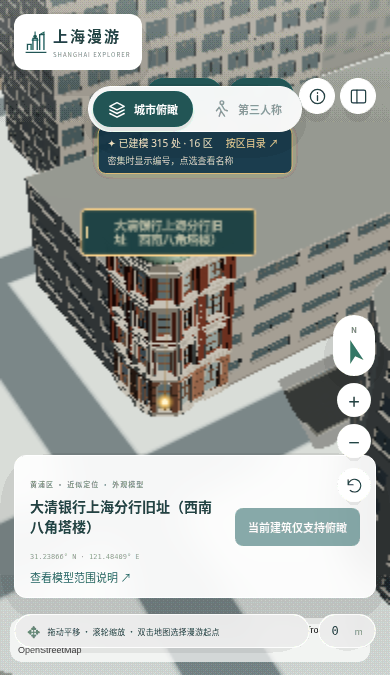 上海漫游
SHANGHAI EXPLORER
城市俯瞰
第三人称
✦ 已建模 315 处 · 16 区 按区目录 ↗
密集时显示编号，点选查看名称
大清银行上海分行旧
址（西南八角塔楼）
N
+
−
黄浦区 · 近似定位 · 外观模型
大清银行上海分行旧址（西南
八角塔楼）
当前建筑仅支持俯瞰
31.23866° N · 121.48489° E
查看模型范围说明 ↗
拖动平移 · 滚轮缩放 · 双击地图选择漫游起点
0 m
OpenStreetMap